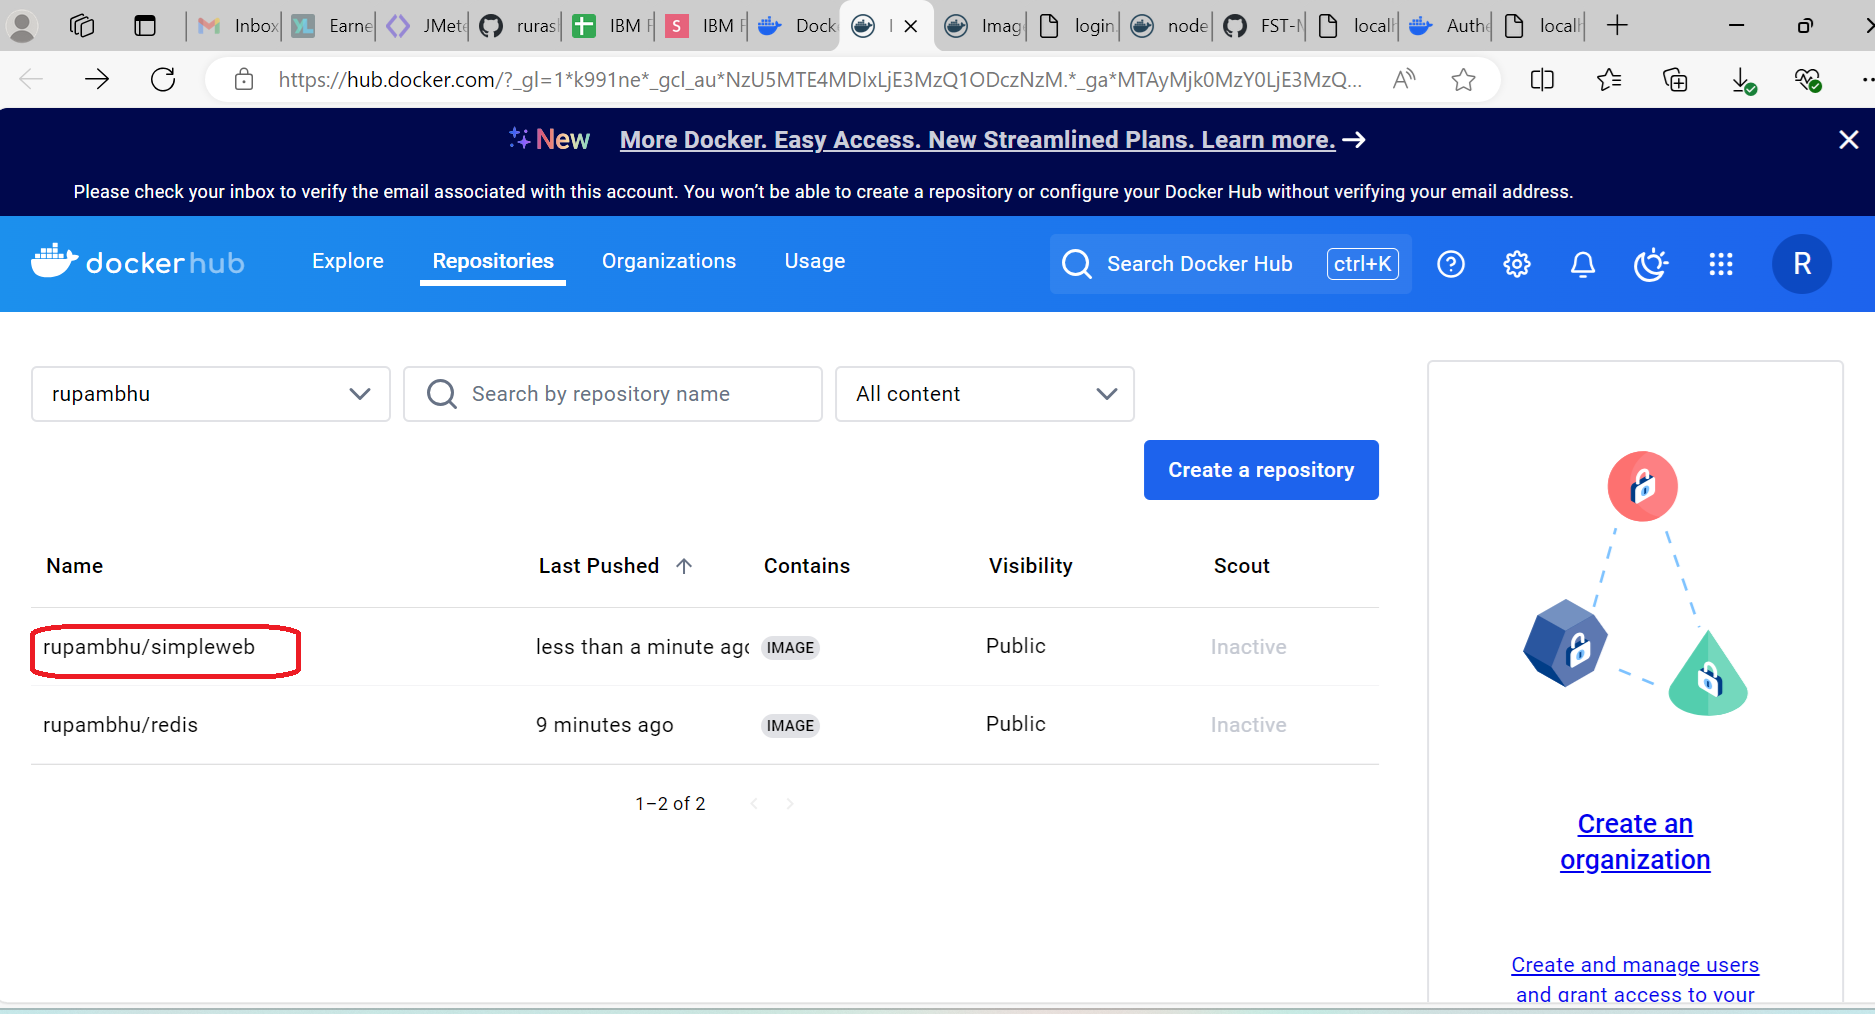 Inbox
Earne
JMete
ruras
IBM F
S
IBM F
Dock
Imag
login.
node
FST-M
localh
Authe
localh
https://hub.docker.com/?_gl=1*k991ne*_gcl_au*NzU5MTE4MDIxLjE3MzQ1ODczNzM.*_ga*MTAyMjk0MzY0LjE3MzQ...
New More Docker. Easy Access. New Streamlined Plans. Learn more.
Please check your inbox to verify the email associated with this account. You won’t be able to create a repository or configure your Docker Hub without verifying your email address.
dockerhub Explore Repositories Organizations Usage Search Docker Hub ctrl+K R
rupambhu Search by repository name All content
Create a repository
Name Last Pushed Contains Visibility Scout
rupambhu/simpleweb less than a minute ago IMAGE Public Inactive
rupambhu/redis 9 minutes ago IMAGE Public Inactive
1–2 of 2
Create an
organization
Create and manage users
and grant access to your